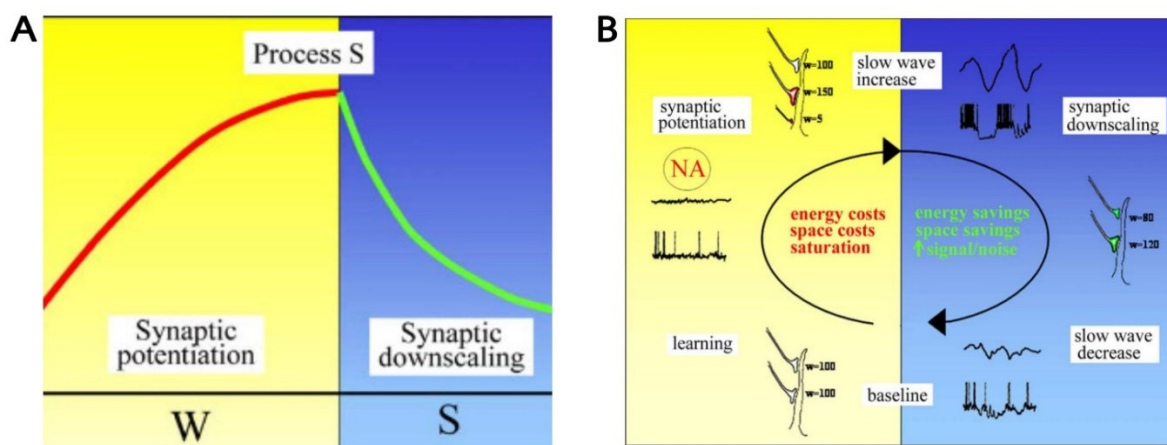 A
Process S
Synaptic
potentiation
Synaptic
downscaling
W
S
B
w=100
w=150
w=5
slow wave
increase
synaptic
potentiation
synaptic
downscaling
NA
energy costs
space costs
saturation
energy savings
space savings
↑ signal/noise
w=80
w=120
learning
w=100
w=100
baseline
slow wave
decrease